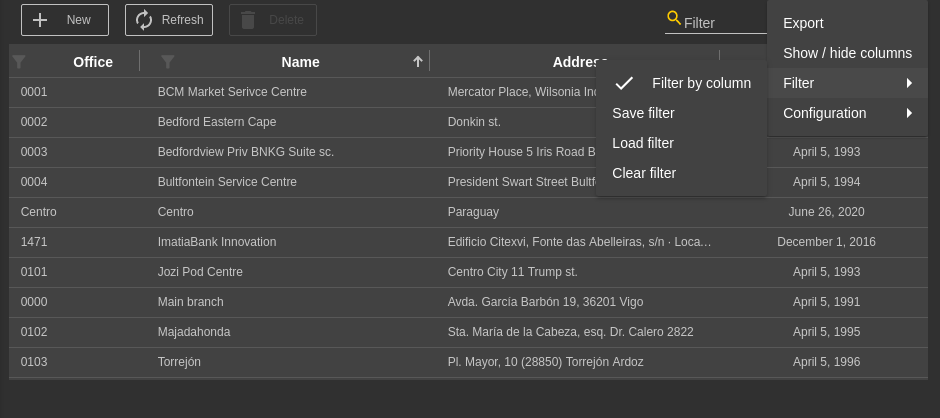 New Refresh Delete Filter
Export
Show / hide columns
Filter
Configuration
Filter by column
Save filter
Load filter
Clear filter
Office Name Address
0001 BCM Market Serivce Centre Mercator Place, Wilsonia Ind
0002 Bedford Eastern Cape Donkin st.
0003 Bedfordview Priv BNKG Suite sc. Priority House 5 Iris Road B April 5, 1993
0004 Bultfontein Service Centre President Swart Street Bultf April 5, 1994
Centro Centro Paraguay June 26, 2020
1471 ImatiaBank Innovation Edificio Citexvi, Fonte das Abelleiras, s/n · Loca… December 1, 2016
0101 Jozi Pod Centre Centro City 11 Trump st. April 5, 1993
0000 Main branch Avda. García Barbón 19, 36201 Vigo April 5, 1991
0102 Majadahonda Sta. María de la Cabeza, esq. Dr. Calero 2822 April 5, 1995
0103 Torrejón Pl. Mayor, 10 (28850) Torrejón Ardoz April 5, 1996